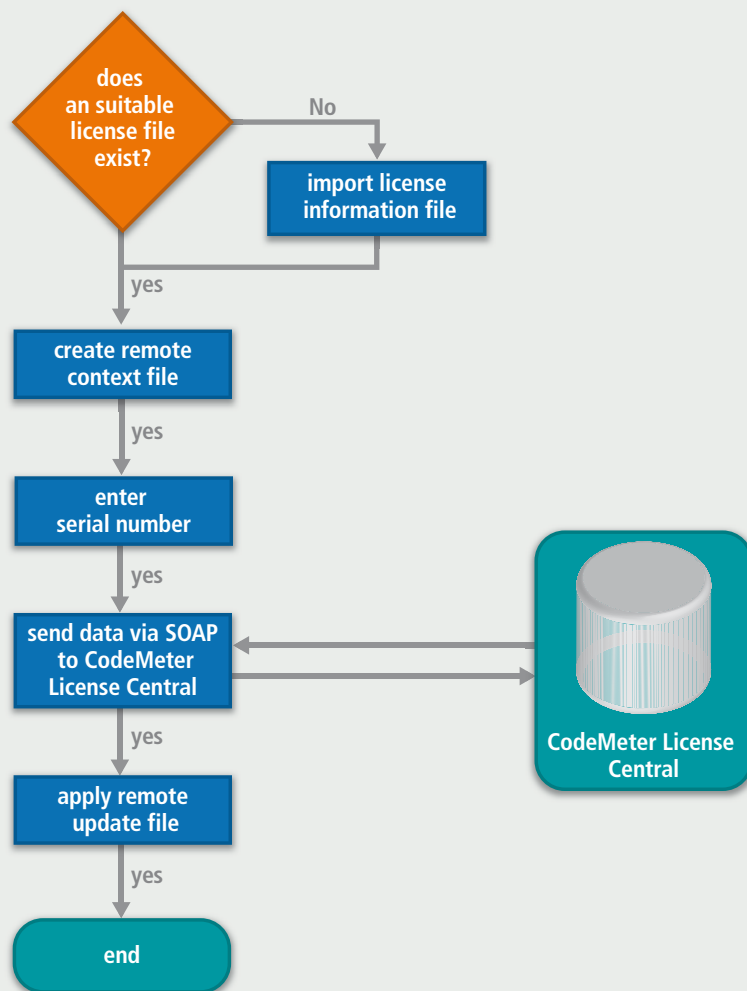 does
an suitable
license file
exist?
No
import license
information file
yes
create remote
context file
yes
enter
serial number
yes
send data via SOAP
to CodeMeter
License Central
CodeMeter License
Central
yes
apply remote
update file
yes
end